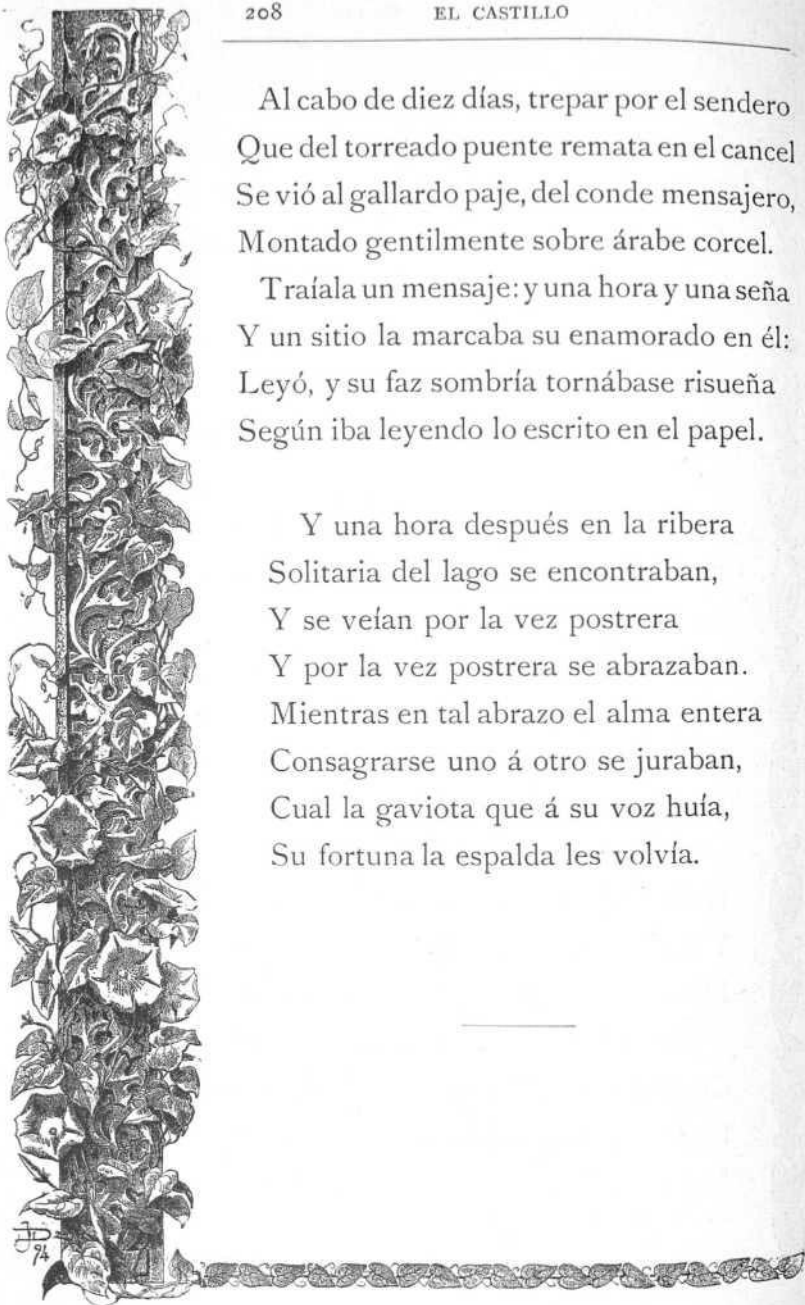 208 EL CASTILLO
Al cabo de diez días, trepar por el sendero
Que del torreado puente remata en el cancel
Se vió al gallardo paje, del conde mensajero,
Montado gentilmente sobre árabe corcel.
Traíala un mensaje: y una hora y una seña
Y un sitio la marcaba su enamorado en él:
Leyó, y su faz sombría tornábase risueña
Según iba leyendo lo escrito en el papel.
Y una hora después en la ribera
Solitaria del lago se encontraban,
Y se veían por la vez postrera
Y por la vez postrera se abrazaban.
Mientras en tal abrazo el alma entera
Consagrarse uno á otro se juraban,
Cual la gaviota que á su voz huía,
Su fortuna la espalda les volvía.
94